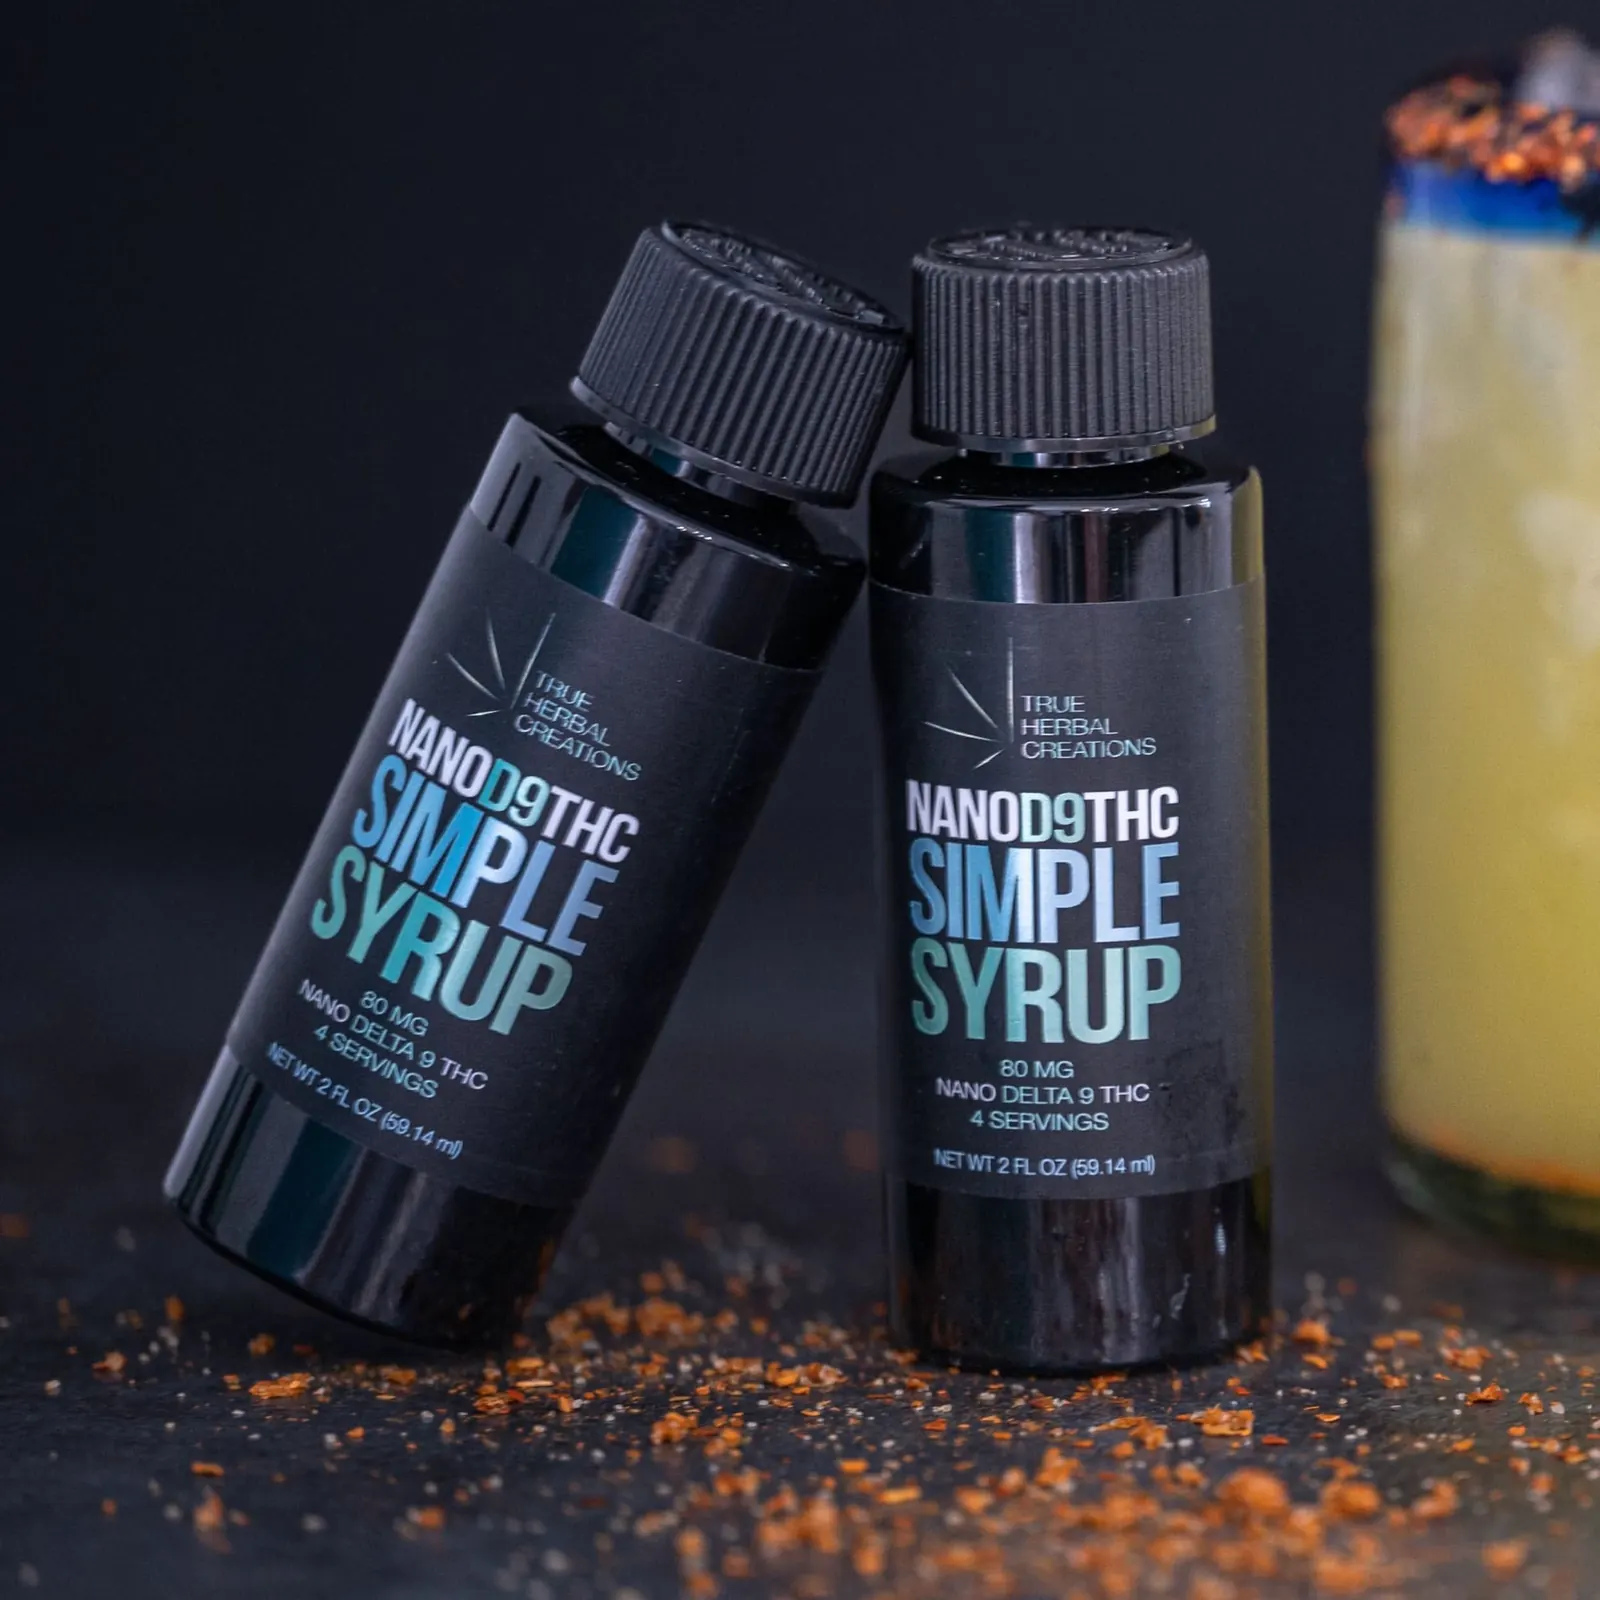 TRUE
HERBAL
CREATIONS
NANOD9THC
SIMPLE
SYRUP
80 MG
NANO DELTA 9 THC
4 SERVINGS
NET WT 2 FL OZ (59.14 ml)
TRUE
HERBAL
CREATIONS
NANOD9THC
SIMPLE
SYRUP
80 MG
NANO DELTA 9 THC
4 SERVINGS
NET WT 2 FL OZ (59.14 ml)